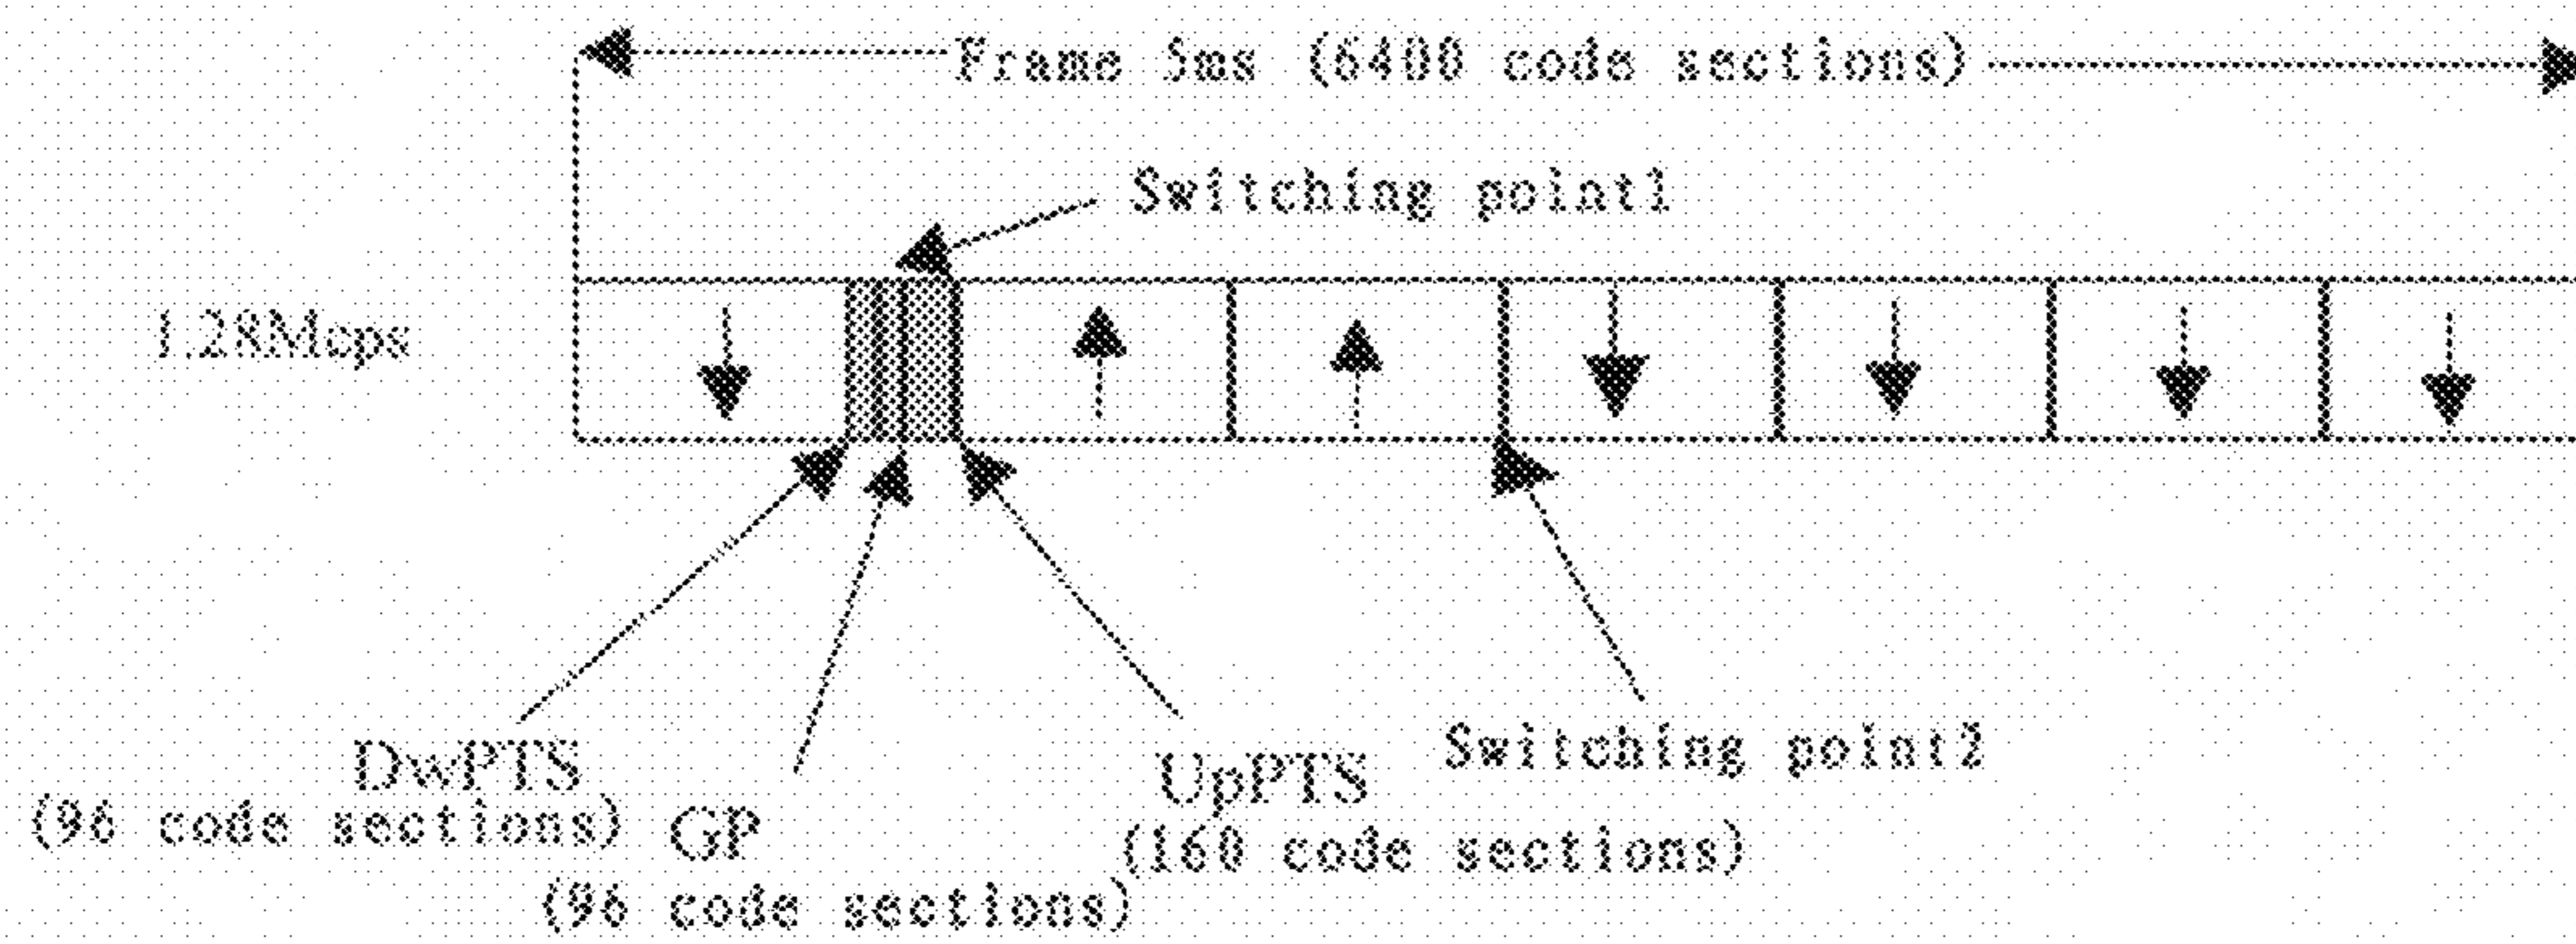 Frame 5ms (6400 code sections)
Switching point1
1.28Mcps
DwPTS
(96 code sections)
GP
(96 code sections)
UpPTS
(160 code sections)
Switching point2